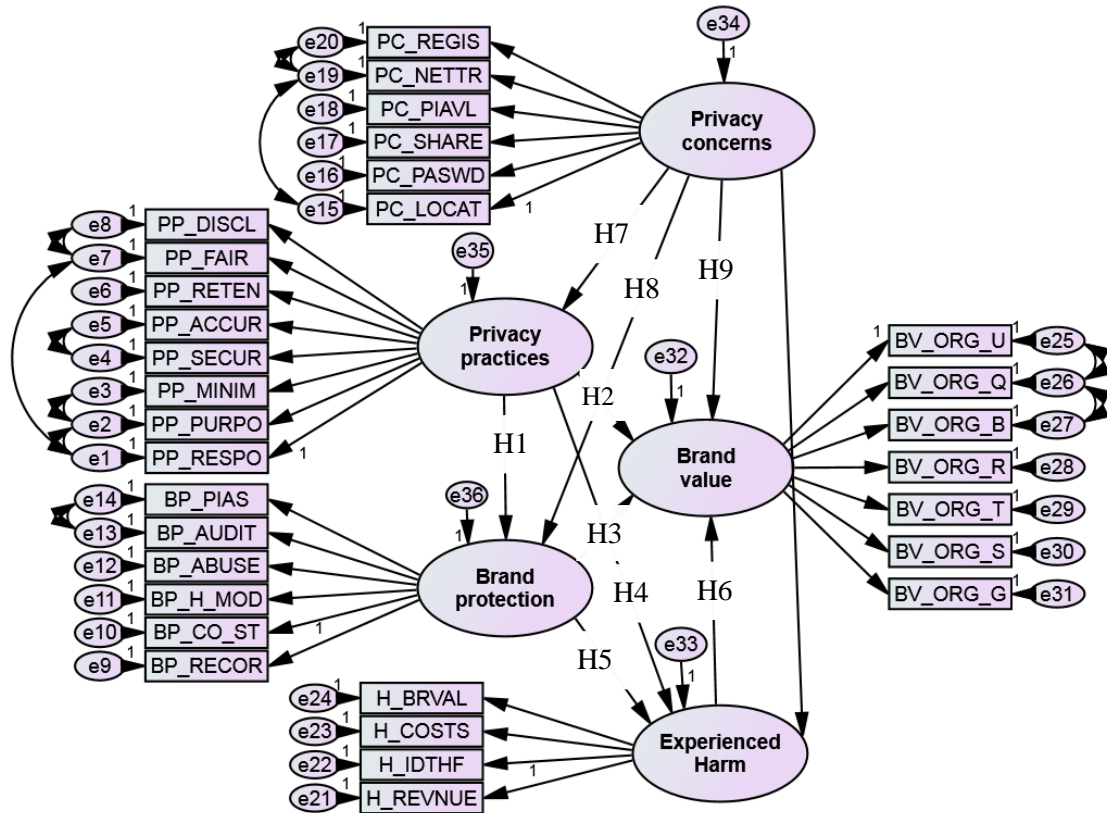 e34
1
e20
1
PC_REGIS
e19
1
PC_NETTR
e18
1
PC_PIAVL
e17
1
PC_SHARE
e16
1
PC_PASWD
e15
1
PC_LOCAT
1
Privacy
concerns
e8
1
PP_DISCL
e7
1
PP_FAIR
e6
1
PP_RETEN
e5
1
PP_ACCUR
e4
1
PP_SECUR
e3
1
PP_MINIM
e2
1
PP_PURPO
e1
1
PP_RESPO
1
e35
1
Privacy
practices
H7
H8
H9
e32
1
H2
H1
Brand
value
1
BV_ORG_U
1
e25
BV_ORG_Q
1
e26
BV_ORG_B
1
e27
BV_ORG_R
1
e28
BV_ORG_T
1
e29
BV_ORG_S
1
e30
BV_ORG_G
1
e31
e14
1
BP_PIAS
e13
1
BP_AUDIT
e12
1
BP_ABUSE
e11
1
BP_H_MOD
e10
1
BP_CO_ST
1
e9
1
BP_RECOR
e36
1
Brand
protection
H3
H4
H6
H5
e33
1
e24
1
H_BRVAL
e23
1
H_COSTS
e22
1
H_IDTHF
1
e21
1
H_REVNUE
Experienced
Harm